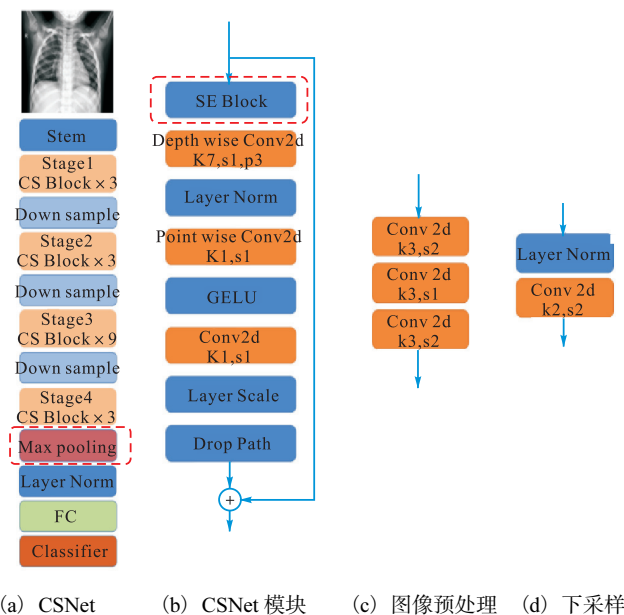 Stem
Stage1
CS Block × 3
Down sample
Stage2
CS Block × 3
Down sample
Stage3
CS Block × 9
Down sample
Stage4
CS Block × 3
Max pooling
Layer Norm
FC
Classifier
(a) CSNet
SE Block
Depth wise Conv2d
K7,s1,p3
Layer Norm
Point wise Conv2d
K1,s1
GELU
Conv2d
K1,s1
Layer Scale
Drop Path
+
(b) CSNet 模块
Conv 2d
k3,s2
Conv 2d
k3,s1
Conv 2d
k3,s2
(c) 图像预处理
Layer Norm
Conv 2d
k2,s2
(d) 下采样